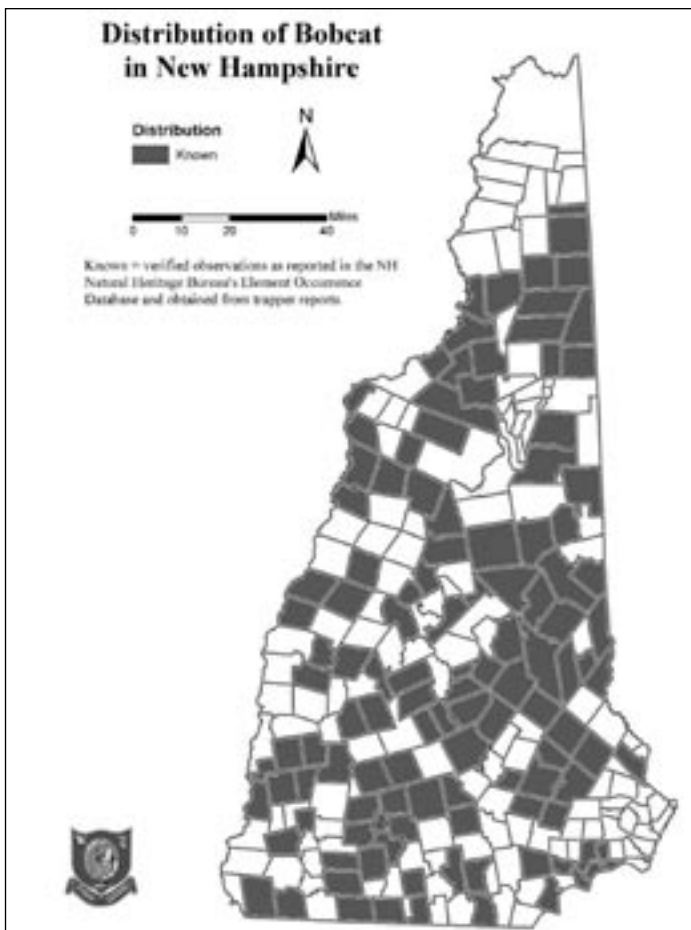 Distribution of Bobcat
in New Hampshire
N
Distribution
Known
Miles
0 10 20 40
Known = verified observations as reported in the NH
Natural Heritage Bureau's Element Occurrence
Database and obtained from trapper reports